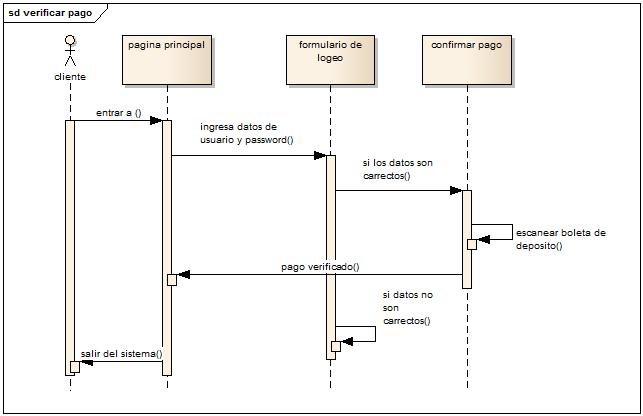 sd verificar pago
cliente
pagina principal
formulario de
logeo
confirmar pago
entrar a ()
ingresa datos de
usuario y password()
si los datos son
carrectos()
escanear boleta de
deposito()
pago verificado()
si datos no
son
carrectos()
salir del sistema()